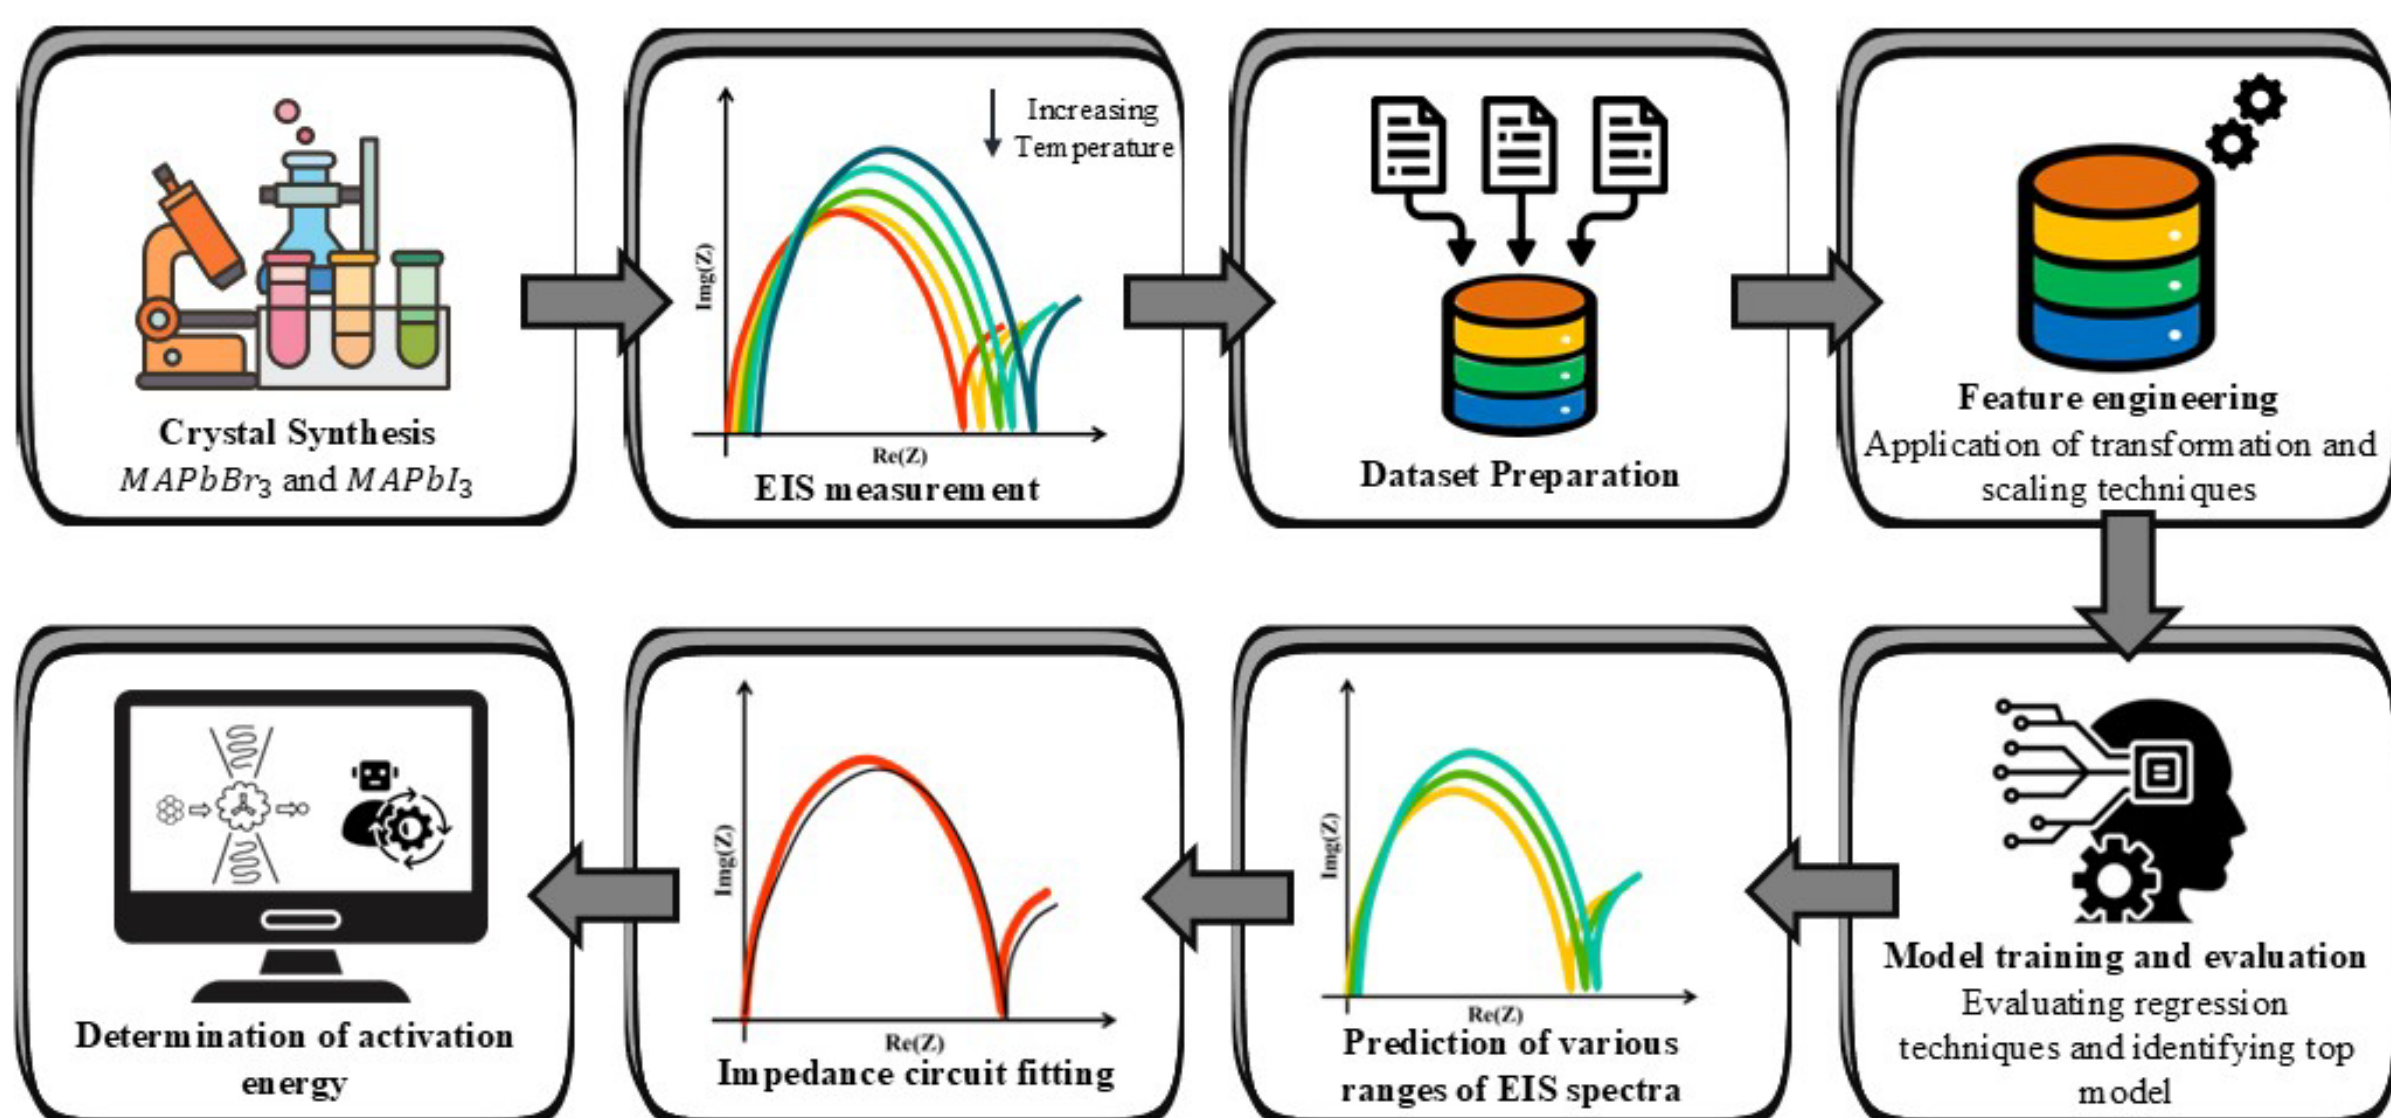 Crystal Synthesis
MAPbBr₃ and MAPbI₃
Increasing
Temperature
Img(Z)
Re(Z)
EIS measurement
Dataset Preparation
Feature engineering
Application of transformation and
scaling techniques
Model training and evaluation
Evaluating regression
techniques and identifying top
model
Img(Z)
Re(Z)
Prediction of various
ranges of EIS spectra
Img(Z)
Re(Z)
Impedance circuit fitting
Determination of activation
energy